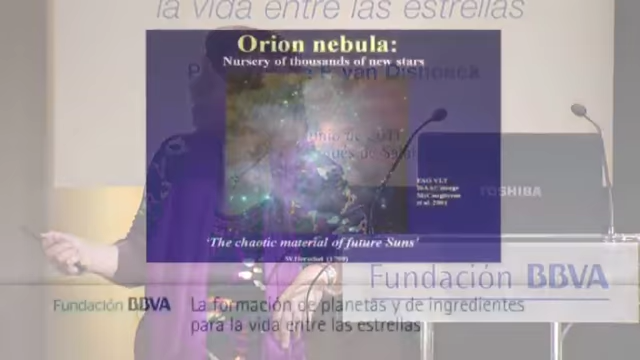 la vida entre las estrellas
Orion nebula:
Nursery of thousands of new stars
van Dishoeck
ESO VLT
TOSHIBA
'The chaotic material of future Suns'
W.Herschel (1789)
Fundación BBVA
Fundación BBVA
La formación de planetas y de ingredientes
para la vida entre las estrellas